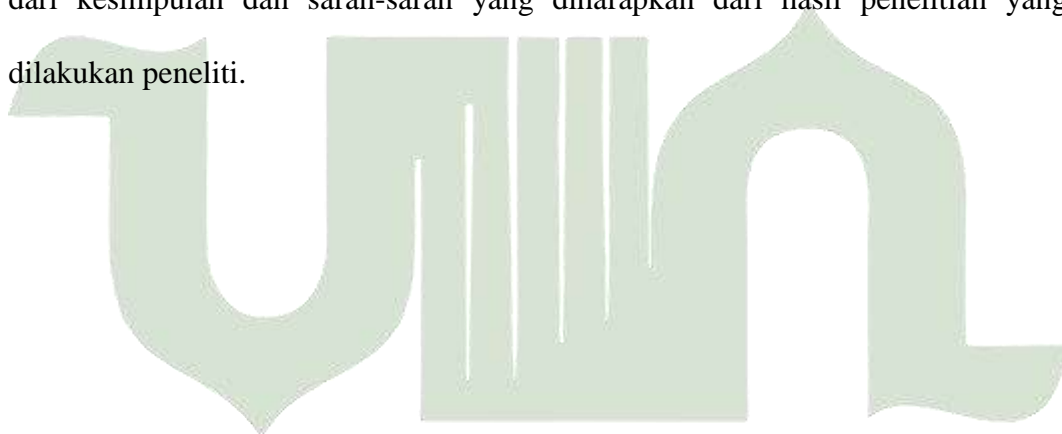 dari kesimpulan dan saran-saran yang diharapkan dari hasil penelitian yang
dilakukan peneliti.